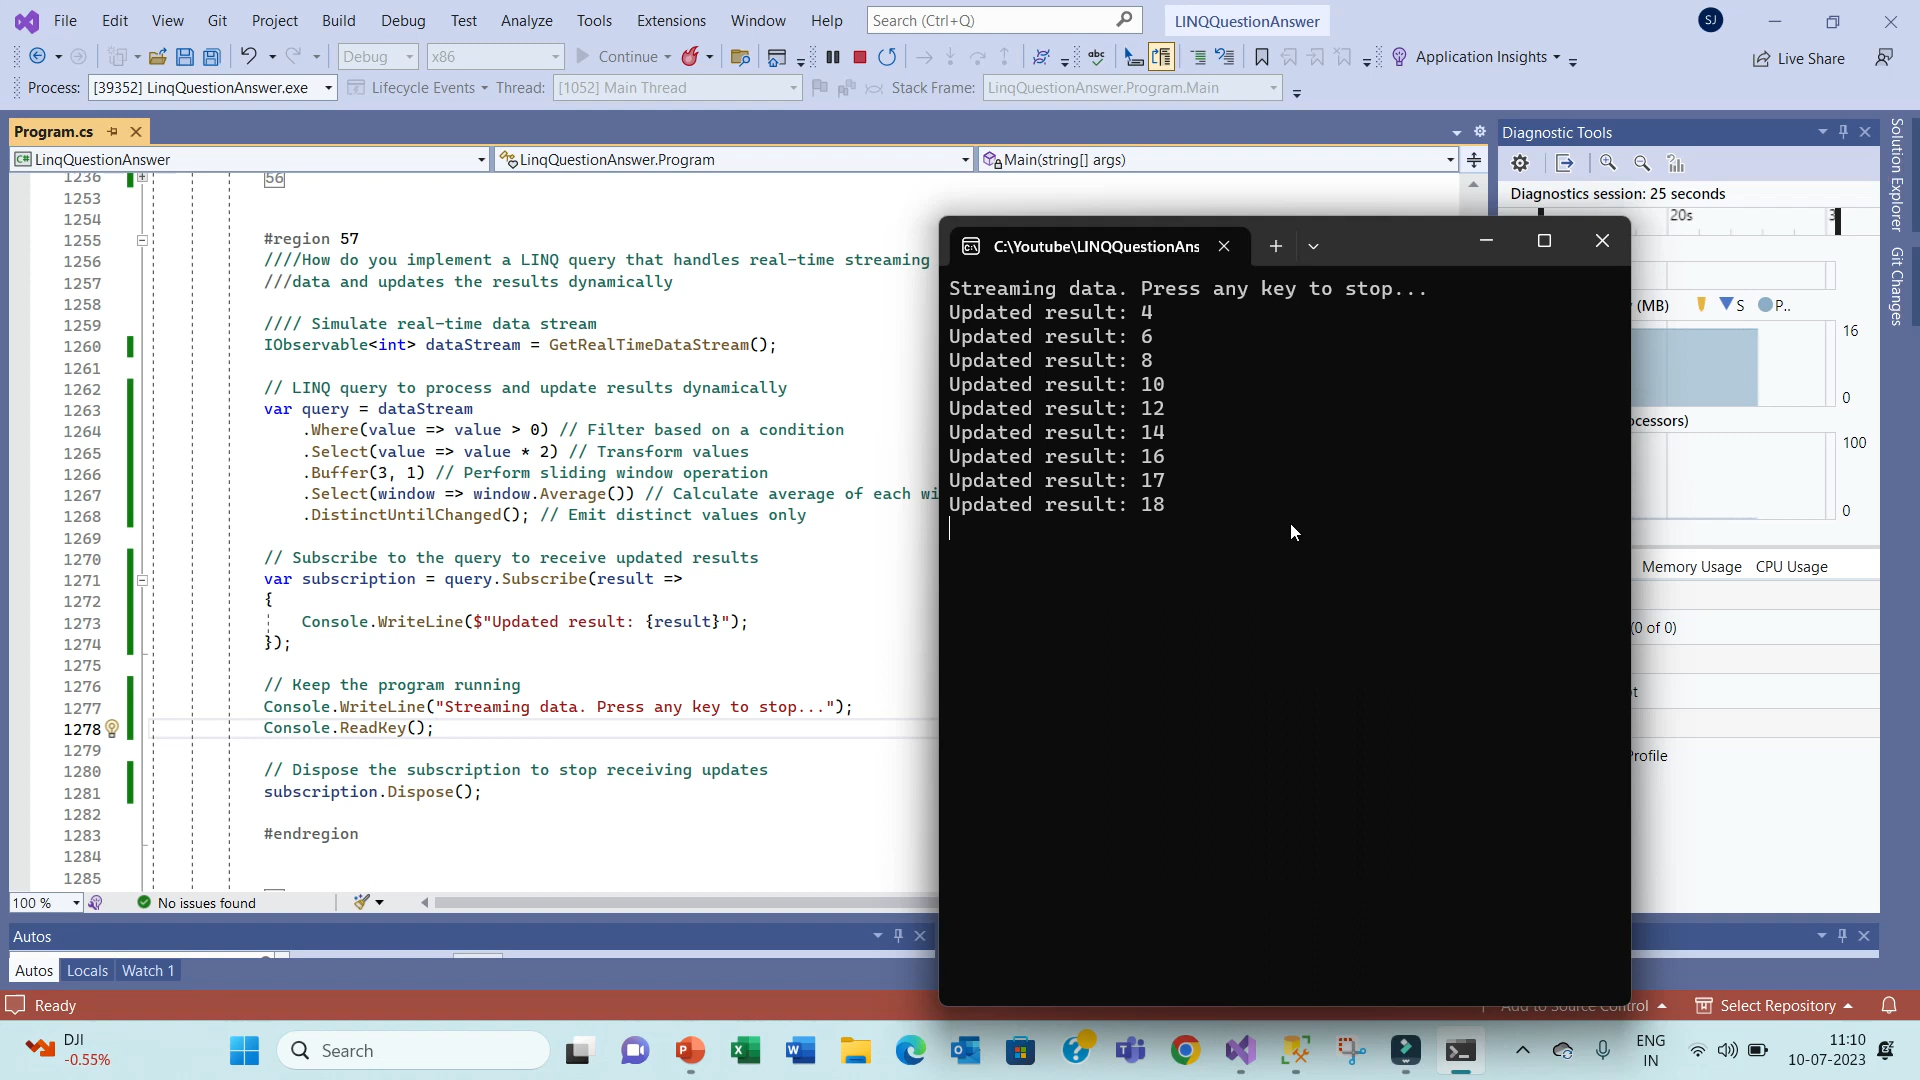 File Edit View Git Project Build Debug Test Analyze Tools Extensions Window Help Search (Ctrl+Q) LINQQuestionAnswer SJ
Debug x86 Continue abc Application Insights Live Share
Process: [39352] LinqQuestionAnswer.exe Lifecycle Events Thread: [1052] Main Thread Stack Frame: LinqQuestionAnswer.Program.Main
Program.cs
LinqQuestionAnswer LinqQuestionAnswer.Program Main(string[] args)
1236 56
1253
1254
1255 #region 57
1256 ////How do you implement a LINQ query that handles real-time streaming
1257 ///data and updates the results dynamically
1258
1259 //// Simulate real-time data stream
1260 IObservable<int> dataStream = GetRealTimeDataStream();
1261
1262 // LINQ query to process and update results dynamically
1263 var query = dataStream
1264 .Where(value => value > 0) // Filter based on a condition
1265 .Select(value => value * 2) // Transform values
1266 .Buffer(3, 1) // Perform sliding window operation
1267 .Select(window => window.Average()) // Calculate average of each wi
1268 .DistinctUntilChanged(); // Emit distinct values only
1269
1270 // Subscribe to the query to receive updated results
1271 var subscription = query.Subscribe(result =>
1272 {
1273 Console.WriteLine($"Updated result: {result}");
1274 });
1275
1276 // Keep the program running
1277 Console.WriteLine("Streaming data. Press any key to stop...");
1278 Console.ReadKey();
1279
1280 // Dispose the subscription to stop receiving updates
1281 subscription.Dispose();
1282
1283 #endregion
1284
1285
100 % No issues found
Autos
Autos Locals Watch 1
Ready
C:\Youtube\LINQQuestionAns
Streaming data. Press any key to stop...
Updated result: 4
Updated result: 6
Updated result: 8
Updated result: 10
Updated result: 12
Updated result: 14
Updated result: 16
Updated result: 17
Updated result: 18
Diagnostic Tools
Diagnostics session: 25 seconds
20s 3
(MB) S P..
16
0
ocessors)
100
0
Memory Usage CPU Usage
(0 of 0)
ot
Profile
Solution Explorer
Git Changes
Add to Source Control Select Repository
DJI
-0.55%
Search
ENG
IN
11:10
10-07-2023